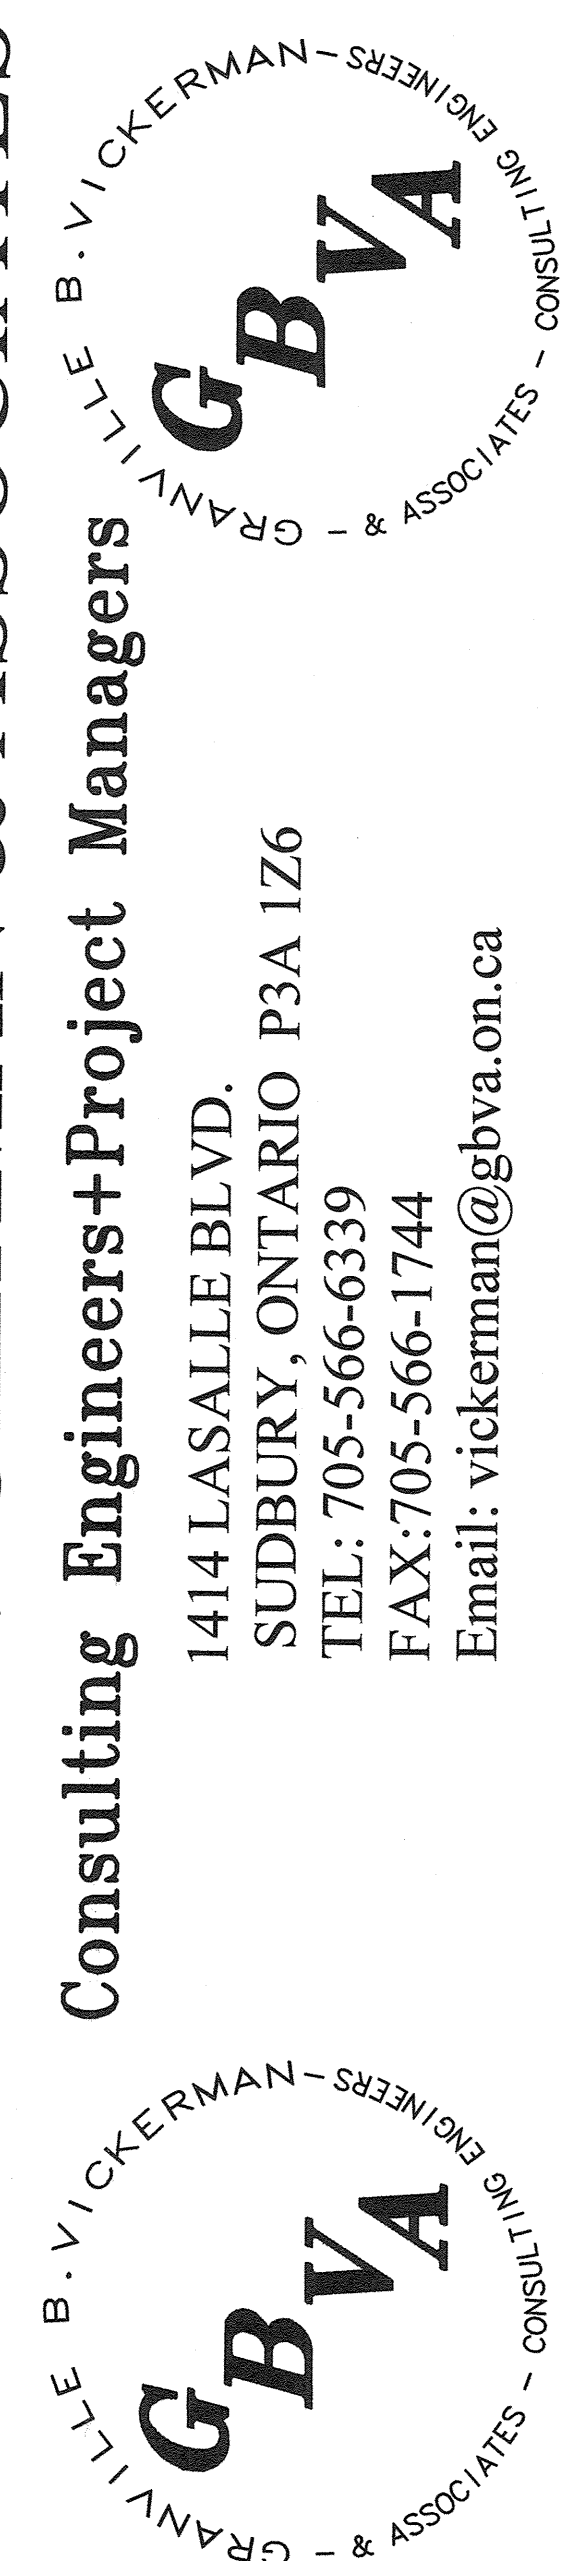 GRANVILLE B. VICKERMAN - & ASSOCIATES - CONSULTING ENGINEERS -
GBVA
Consulting Engineers+Project Managers
1414 LASALLE BLVD.
SUDBURY, ONTARIO P3A 1Z6
TEL: 705-566-6339
FAX:705-566-1744
Email: vickerman@gbva.on.ca
GRANVILLE B. VICKERMAN - & ASSOCIATES - CONSULTING ENGINEERS -
GBVA